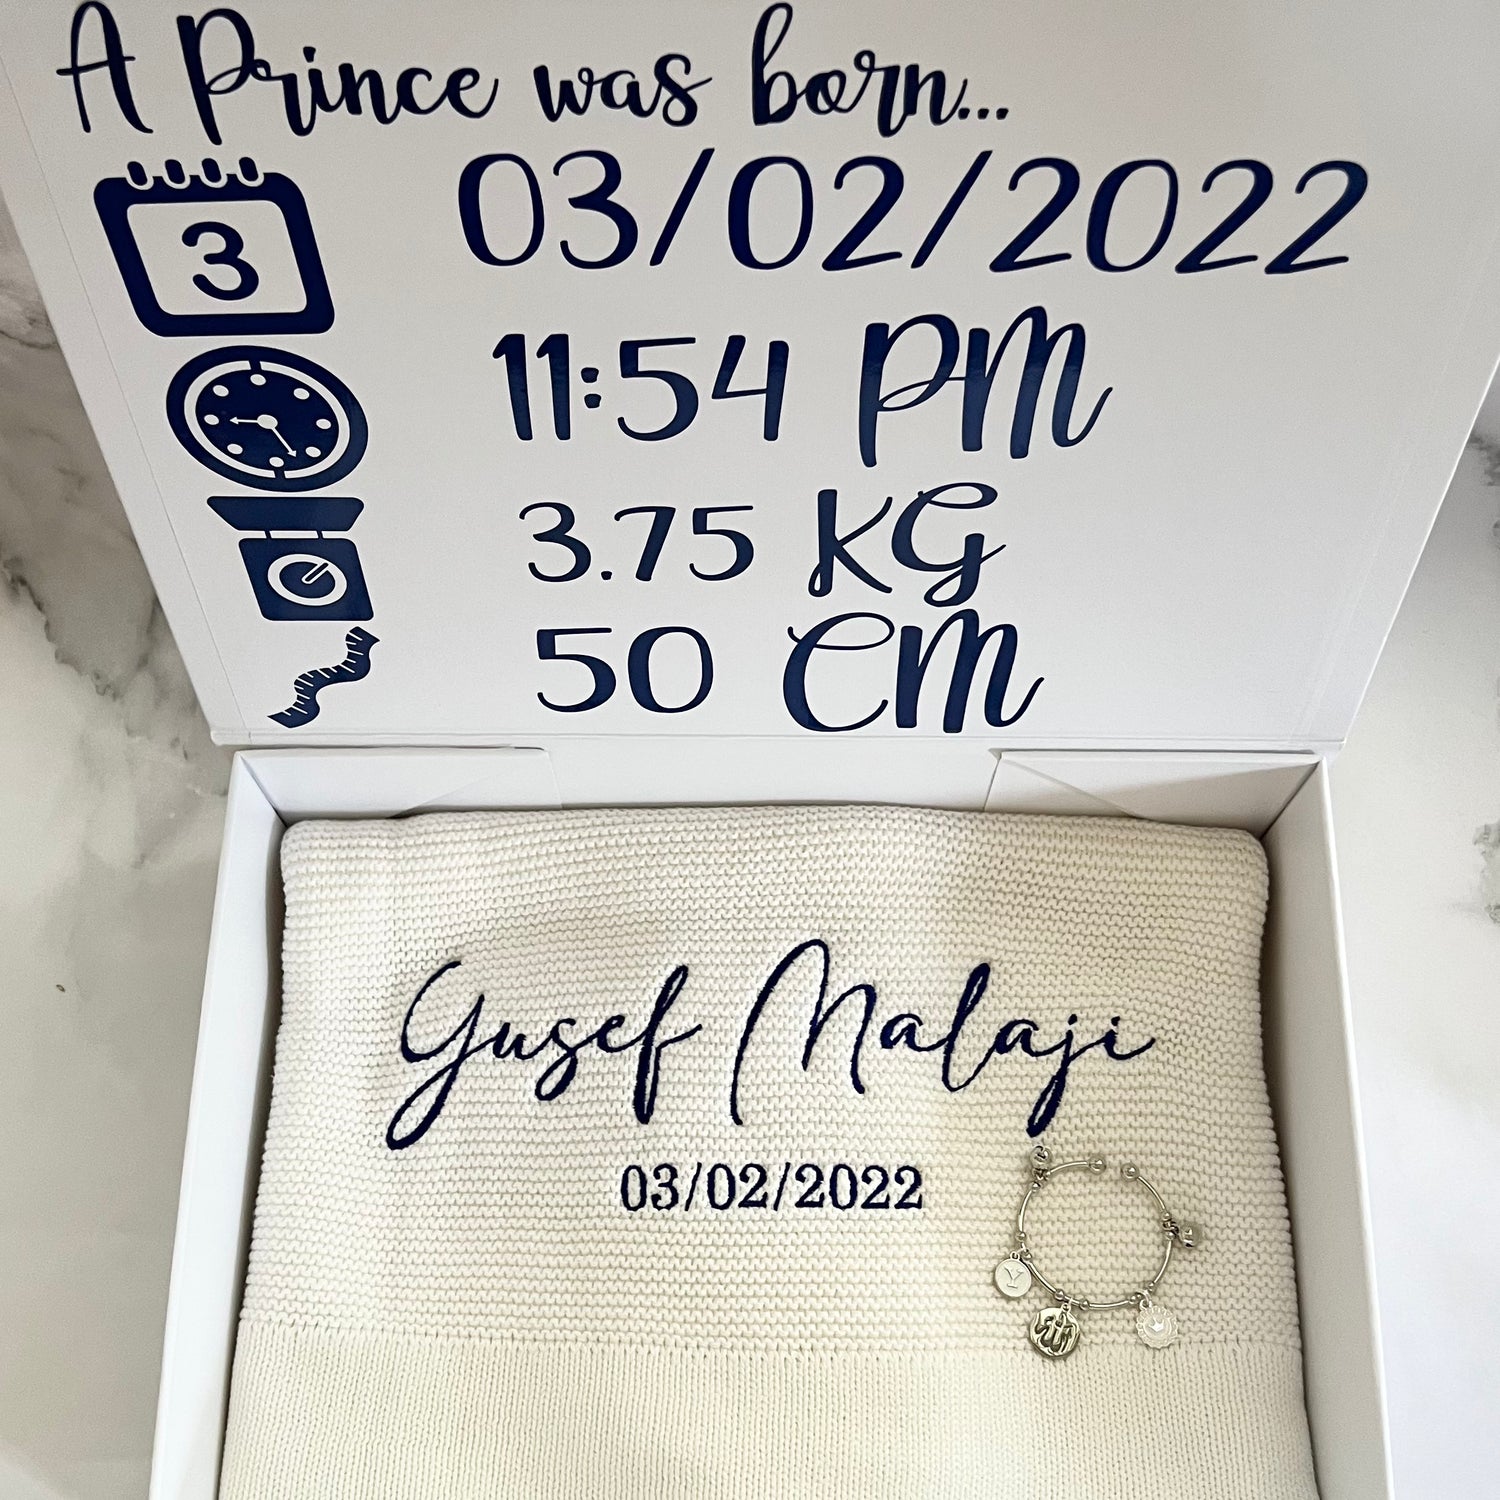 A Prince was born...
3
03/02/2022
11:54 PM
3.75 KG
50 CM
Yusef Malaji
03/02/2022
Y